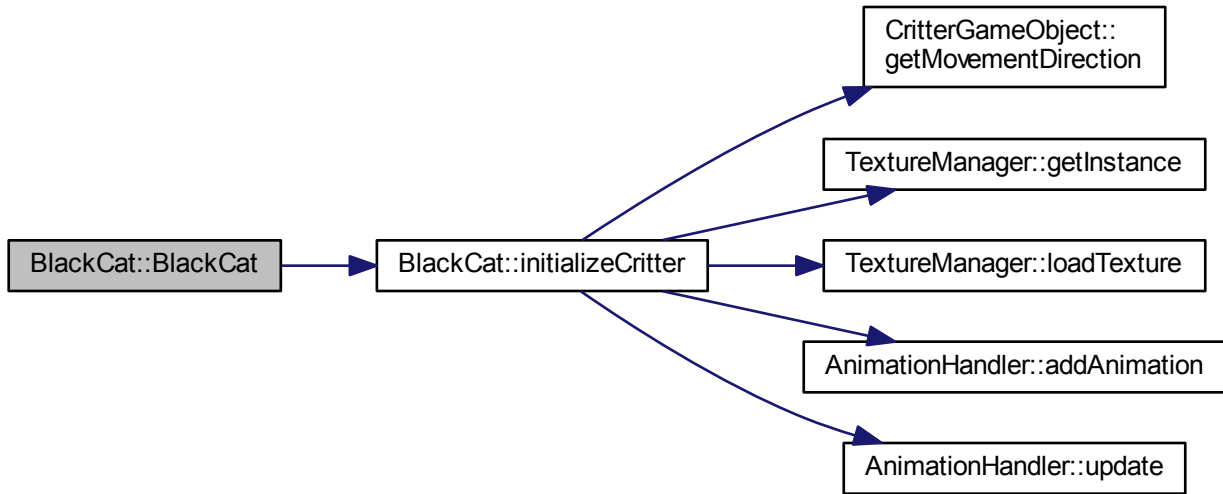 BlackCat::BlackCat
BlackCat::initializeCritter
CritterGameObject::
getMovementDirection
TextureManager::getInstance
TextureManager::loadTexture
AnimationHandler::addAnimation
AnimationHandler::update